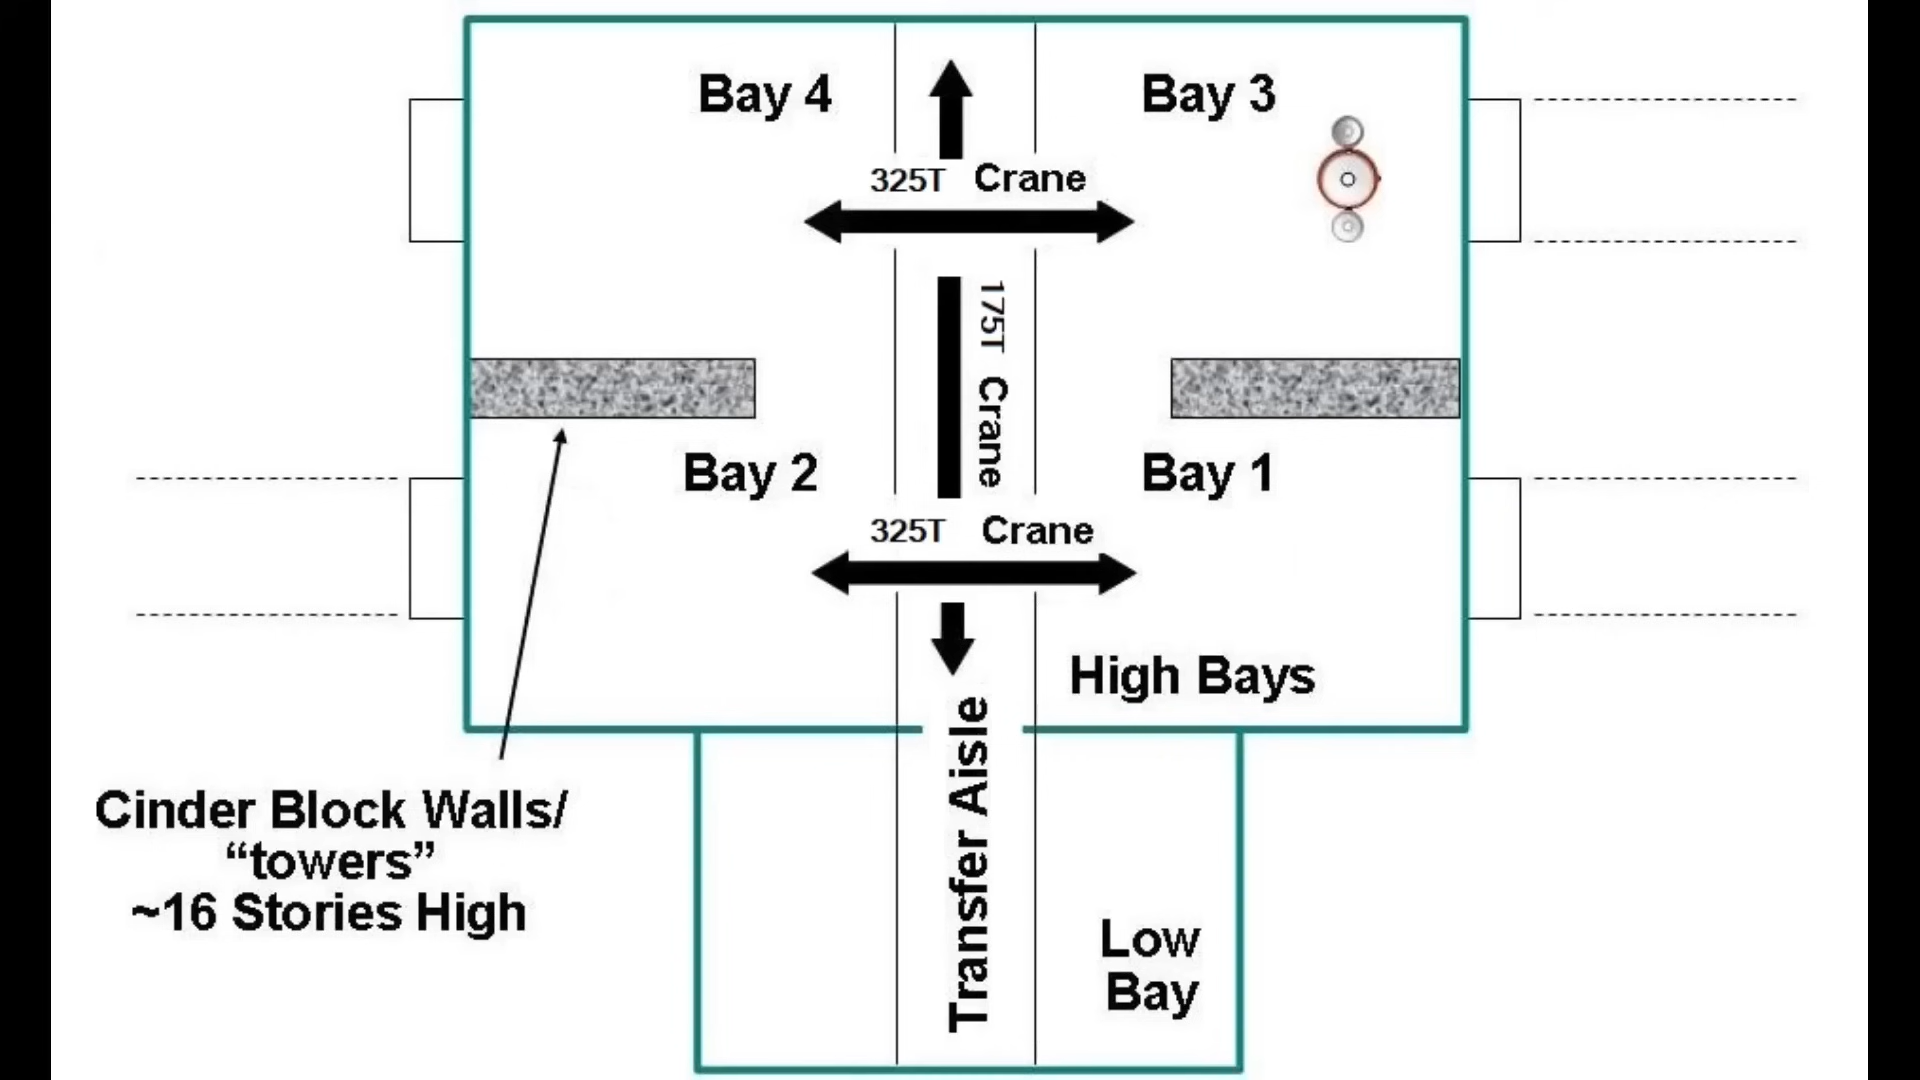 Bay 4
Bay 3
325T Crane
175T Crane
Bay 2
Bay 1
325T Crane
High Bays
Transfer Aisle
Cinder Block Walls/
“towers”
~16 Stories High
Low
Bay